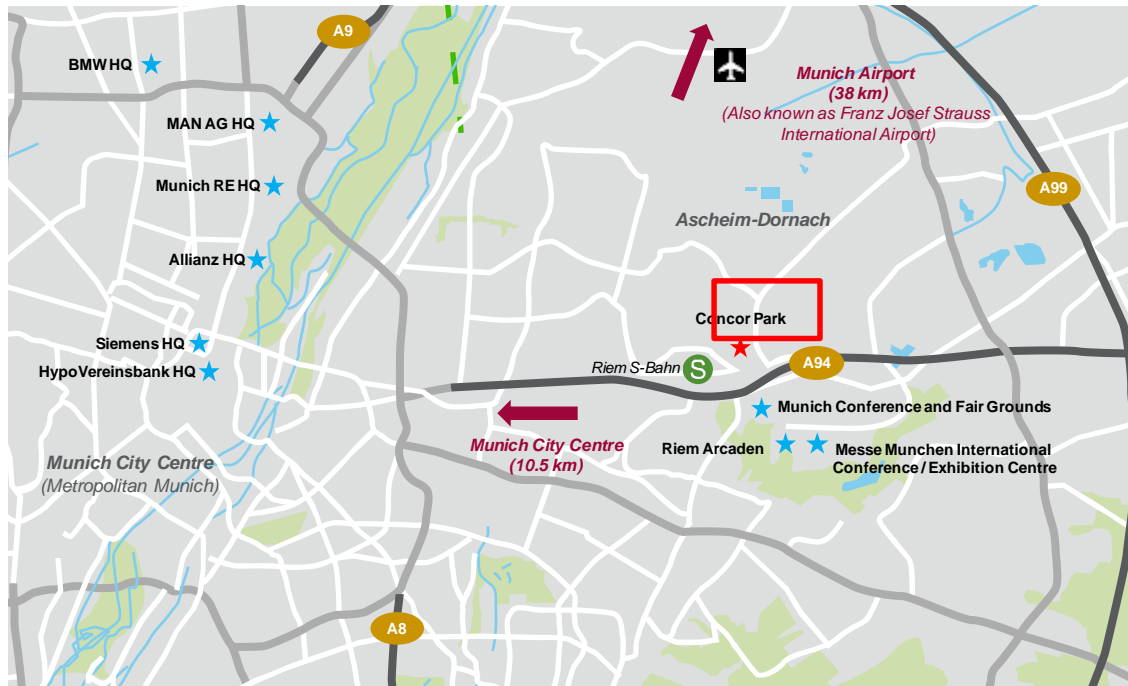 A9
BMW HQ
Munich Airport
(38 km)
(Also known as Franz Josef Strauss
International Airport)
MAN AG HQ
Munich RE HQ
A99
Ascheim-Dornach
Allianz HQ
Concor Park
Siemens HQ
HypoVereinsbank HQ
Riem S-Bahn
S
A94
Munich Conference and Fair Grounds
Munich City Centre
(10.5 km)
Riem Arcaden
Messe Munchen International
Conference / Exhibition Centre
Munich City Centre
(Metropolitan Munich)
A8